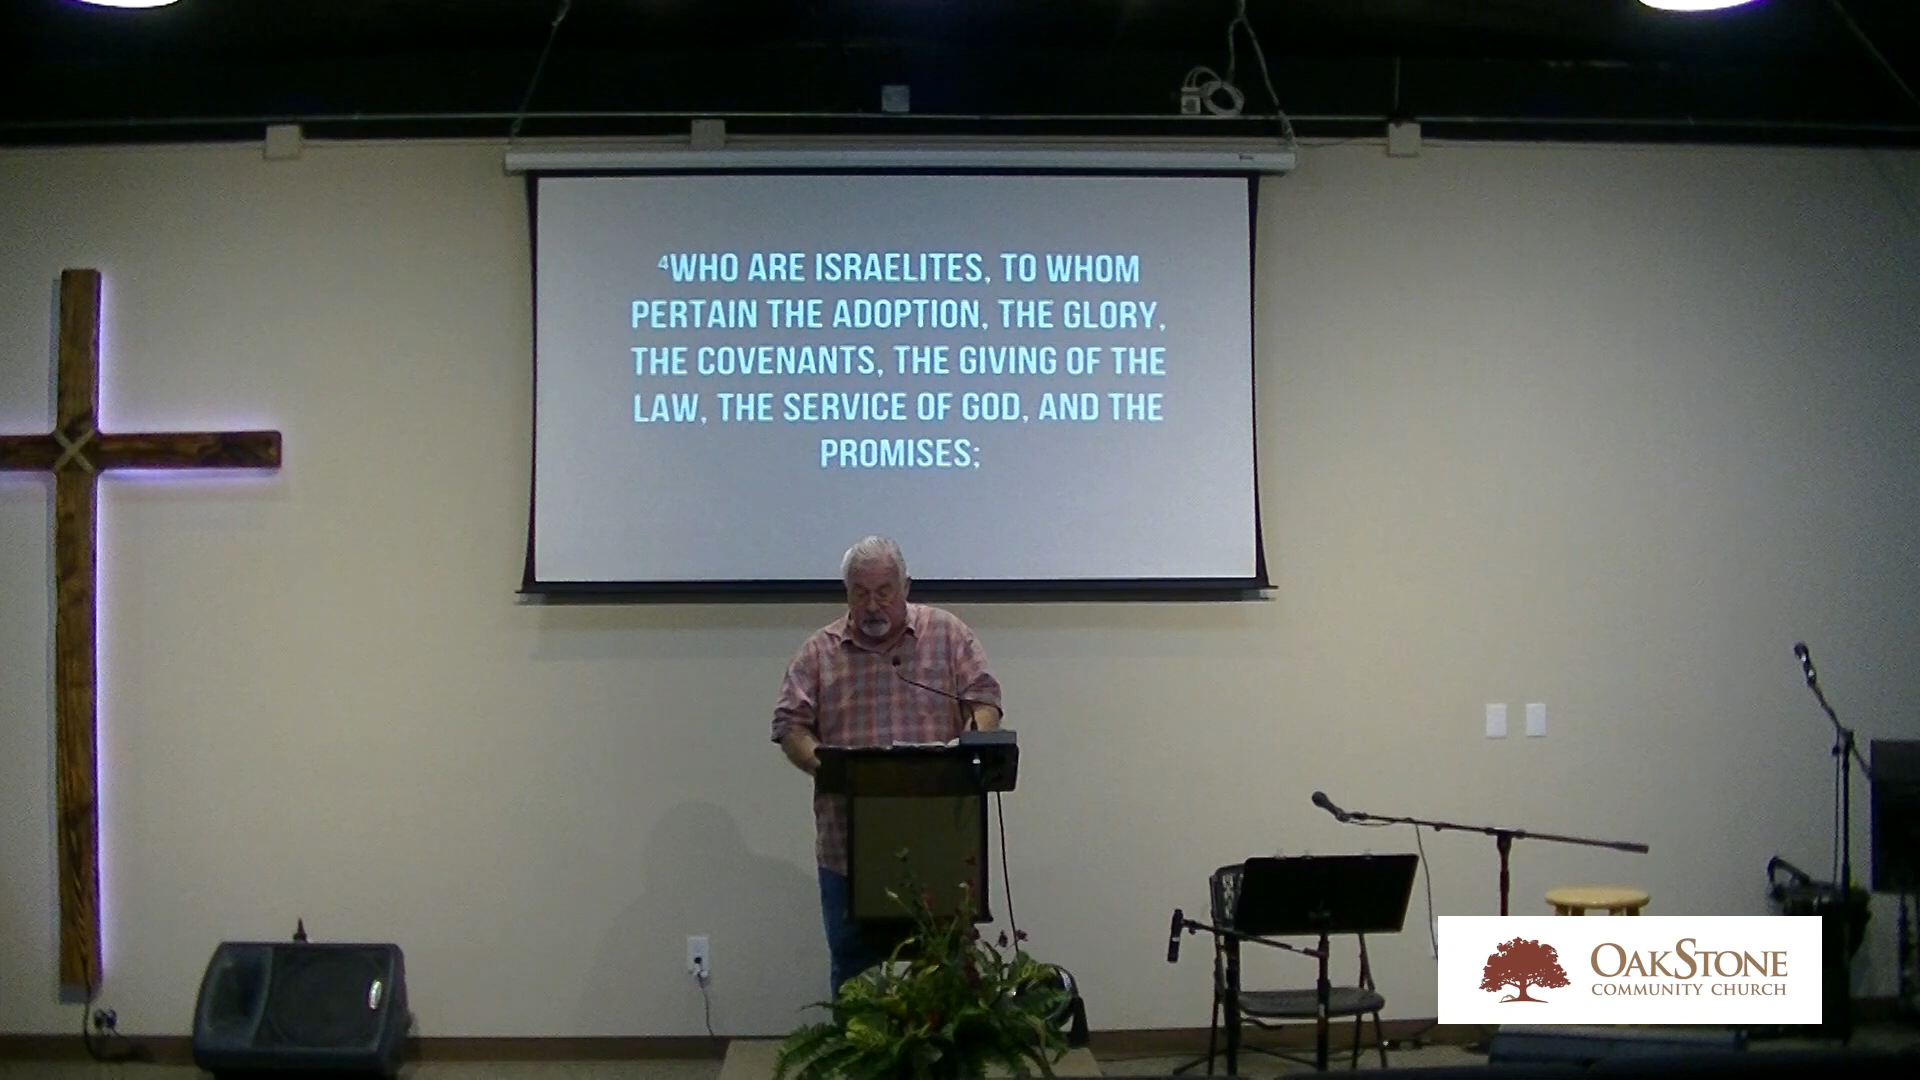 ⁴WHO ARE ISRAELITES, TO WHOM
PERTAIN THE ADOPTION, THE GLORY,
THE COVENANTS, THE GIVING OF THE
LAW, THE SERVICE OF GOD, AND THE
PROMISES;
OAKSTONE
COMMUNITY CHURCH